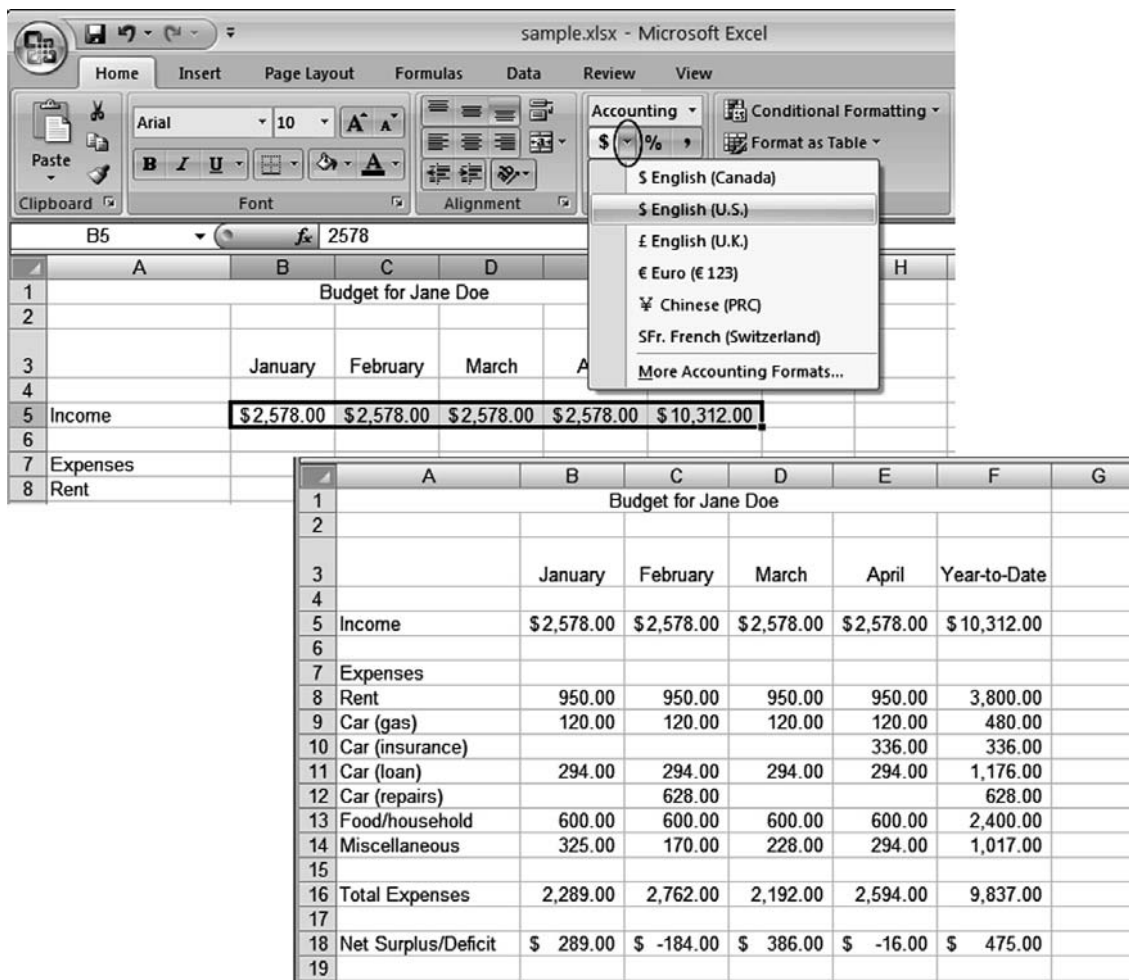 sample.xlsx - Microsoft Excel
Home Insert Page Layout Formulas Data Review View
Paste
Clipboard
Arial 10 A A
B I U A
Font
Alignment
Accounting
$ % ,
Conditional Formatting
Format as Table
$ English (Canada)
$ English (U.S.)
£ English (U.K.)
€ Euro (€ 123)
¥ Chinese (PRC)
SFr. French (Switzerland)
More Accounting Formats...
B5 fx 2578
A B C D H
1 Budget for Jane Doe
2
3 January February March A
4
5 Income $2,578.00 $2,578.00 $2,578.00 $2,578.00 $10,312.00
6
7 Expenses
8 Rent
A B C D E F G
1 Budget for Jane Doe
2
3 January February March April Year-to-Date
4
5 Income $2,578.00 $2,578.00 $2,578.00 $2,578.00 $10,312.00
6
7 Expenses
8 Rent 950.00 950.00 950.00 950.00 3,800.00
9 Car (gas) 120.00 120.00 120.00 120.00 480.00
10 Car (insurance) 336.00 336.00
11 Car (loan) 294.00 294.00 294.00 294.00 1,176.00
12 Car (repairs) 628.00 628.00
13 Food/household 600.00 600.00 600.00 600.00 2,400.00
14 Miscellaneous 325.00 170.00 228.00 294.00 1,017.00
15
16 Total Expenses 2,289.00 2,762.00 2,192.00 2,594.00 9,837.00
17
18 Net Surplus/Deficit $ 289.00 $ -184.00 $ 386.00 $ -16.00 $ 475.00
19